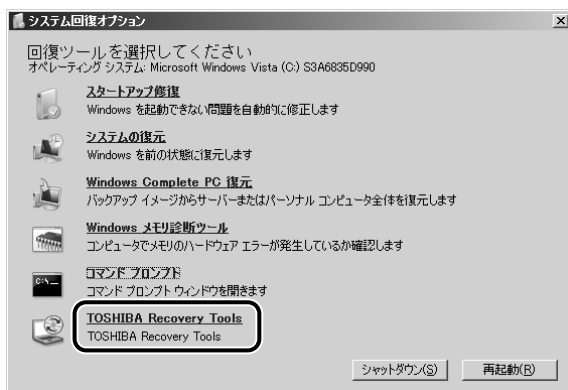 システム回復オプション
回復ツールを選択してください
オペレーティング システム: Microsoft Windows Vista (C:) S3A6835D990
スタートアップ修復
Windows を起動できない問題を自動的に修正します
システムの復元
Windows を前の状態に復元します
Windows Complete PC 復元
バックアップ イメージからサーバーまたはパーソナル コンピュータ全体を復元します
Windows メモリ診断ツール
コンピュータでメモリのハードウェア エラーが発生しているか確認します
コマンド プロンプト
コマンド プロンプト ウィンドウを開きます
TOSHIBA Recovery Tools
TOSHIBA Recovery Tools
シャットダウン(S) 再起動(R)